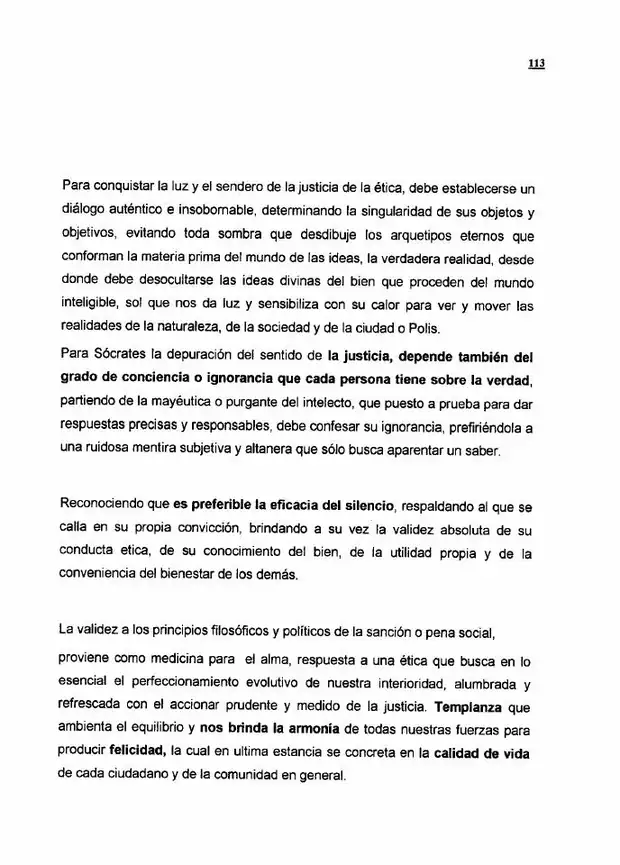 113
Para conquistar la luz y el sendero de la justicia de la ética, debe establecerse un
diálogo auténtico e insobornable, determinando la singularidad de sus objetos y
objetivos, evitando toda sombra que desdibuje los arquetipos eternos que
conforman la materia prima del mundo de las ideas, la verdadera realidad, desde
donde debe desocultarse las ideas divinas del bien que proceden del mundo
inteligible, sol que nos da luz y sensibiliza con su calor para ver y mover las
realidades de la naturaleza, de la sociedad y de la ciudad o Polis.
Para Sócrates la depuración del sentido de la justicia, depende también del
grado de conciencia o ignorancia que cada persona tiene sobre la verdad,
partiendo de la mayéutica o purgante del intelecto, que puesto a prueba para dar
respuestas precisas y responsables, debe confesar su ignorancia, prefiriéndola a
una ruidosa mentira subjetiva y altanera que sólo busca aparentar un saber.
Reconociendo que es preferible la eficacia del silencio, respaldando al que se
calla en su propia convicción, brindando a su vez la validez absoluta de su
conducta etica, de su conocimiento del bien, de la utilidad propia y de la
conveniencia del bienestar de los demás.
La validez a los principios filosóficos y políticos de la sanción o pena social,
proviene como medicina para el alma, respuesta a una ética que busca en lo
esencial el perfeccionamiento evolutivo de nuestra interioridad, alumbrada y
refrescada con el accionar prudente y medido de la justicia. Templanza que
ambienta el equilibrio y nos brinda la armonía de todas nuestras fuerzas para
producir felicidad, la cual en ultima estancia se concreta en la calidad de vida
de cada ciudadano y de la comunidad en general.